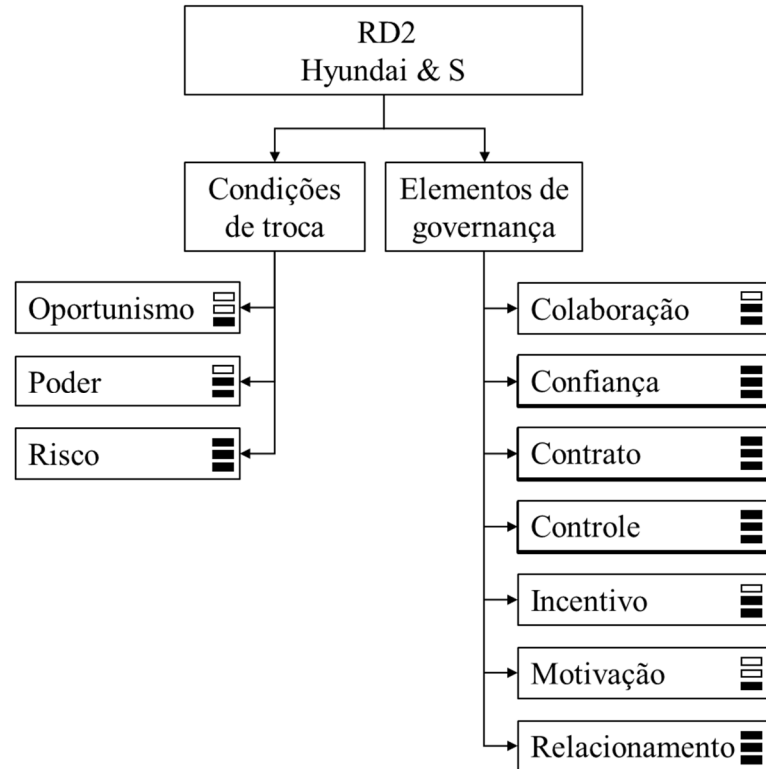 RD2
Hyundai & S
Condições
de troca
Elementos de
governança
Oportunismo
Poder
Risco
Colaboração
Confiança
Contrato
Controle
Incentivo
Motivação
Relacionamento